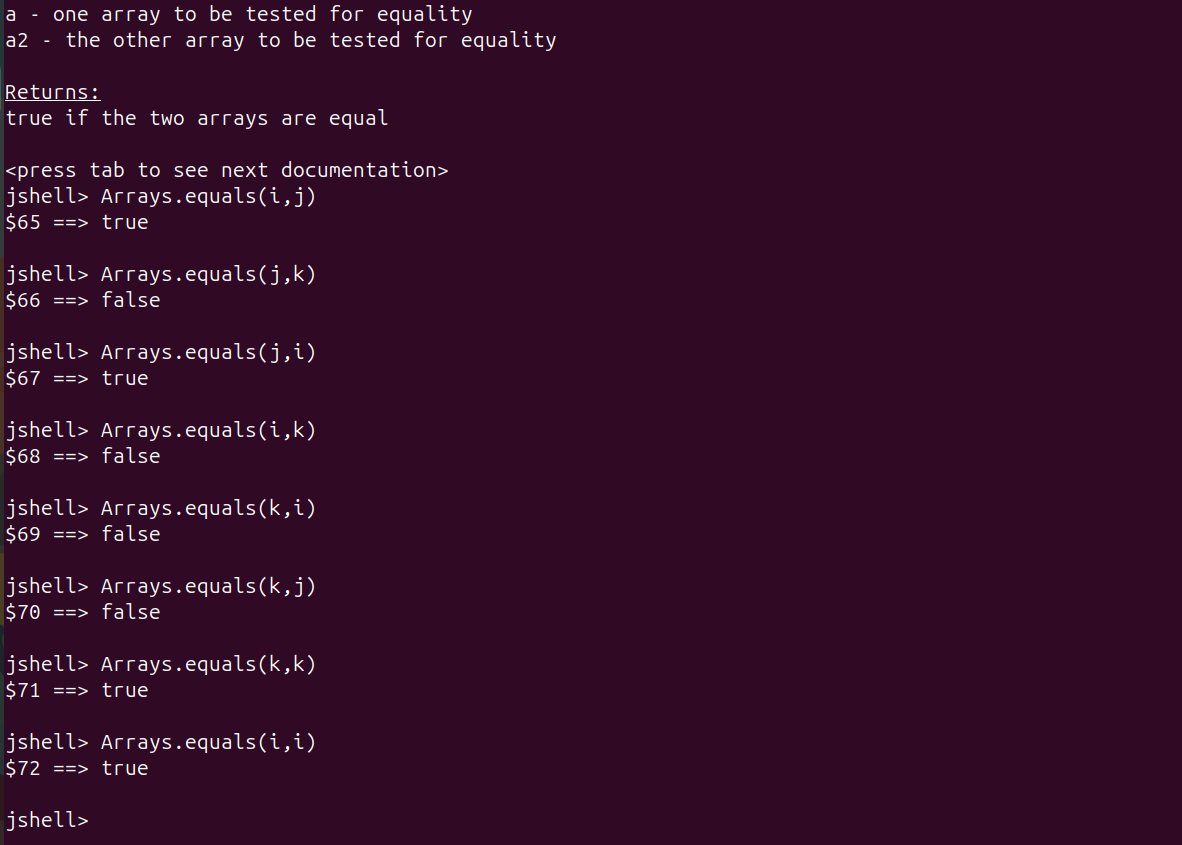 a - one array to be tested for equality
a2 - the other array to be tested for equality
Returns:
true if the two arrays are equal
<press tab to see next documentation>
jshell> Arrays.equals(i,j)
$65 ==> true
jshell> Arrays.equals(j,k)
$66 ==> false
jshell> Arrays.equals(j,i)
$67 ==> true
jshell> Arrays.equals(i,k)
$68 ==> false
jshell> Arrays.equals(k,i)
$69 ==> false
jshell> Arrays.equals(k,j)
$70 ==> false
jshell> Arrays.equals(k,k)
$71 ==> true
jshell> Arrays.equals(i,i)
$72 ==> true
jshell>